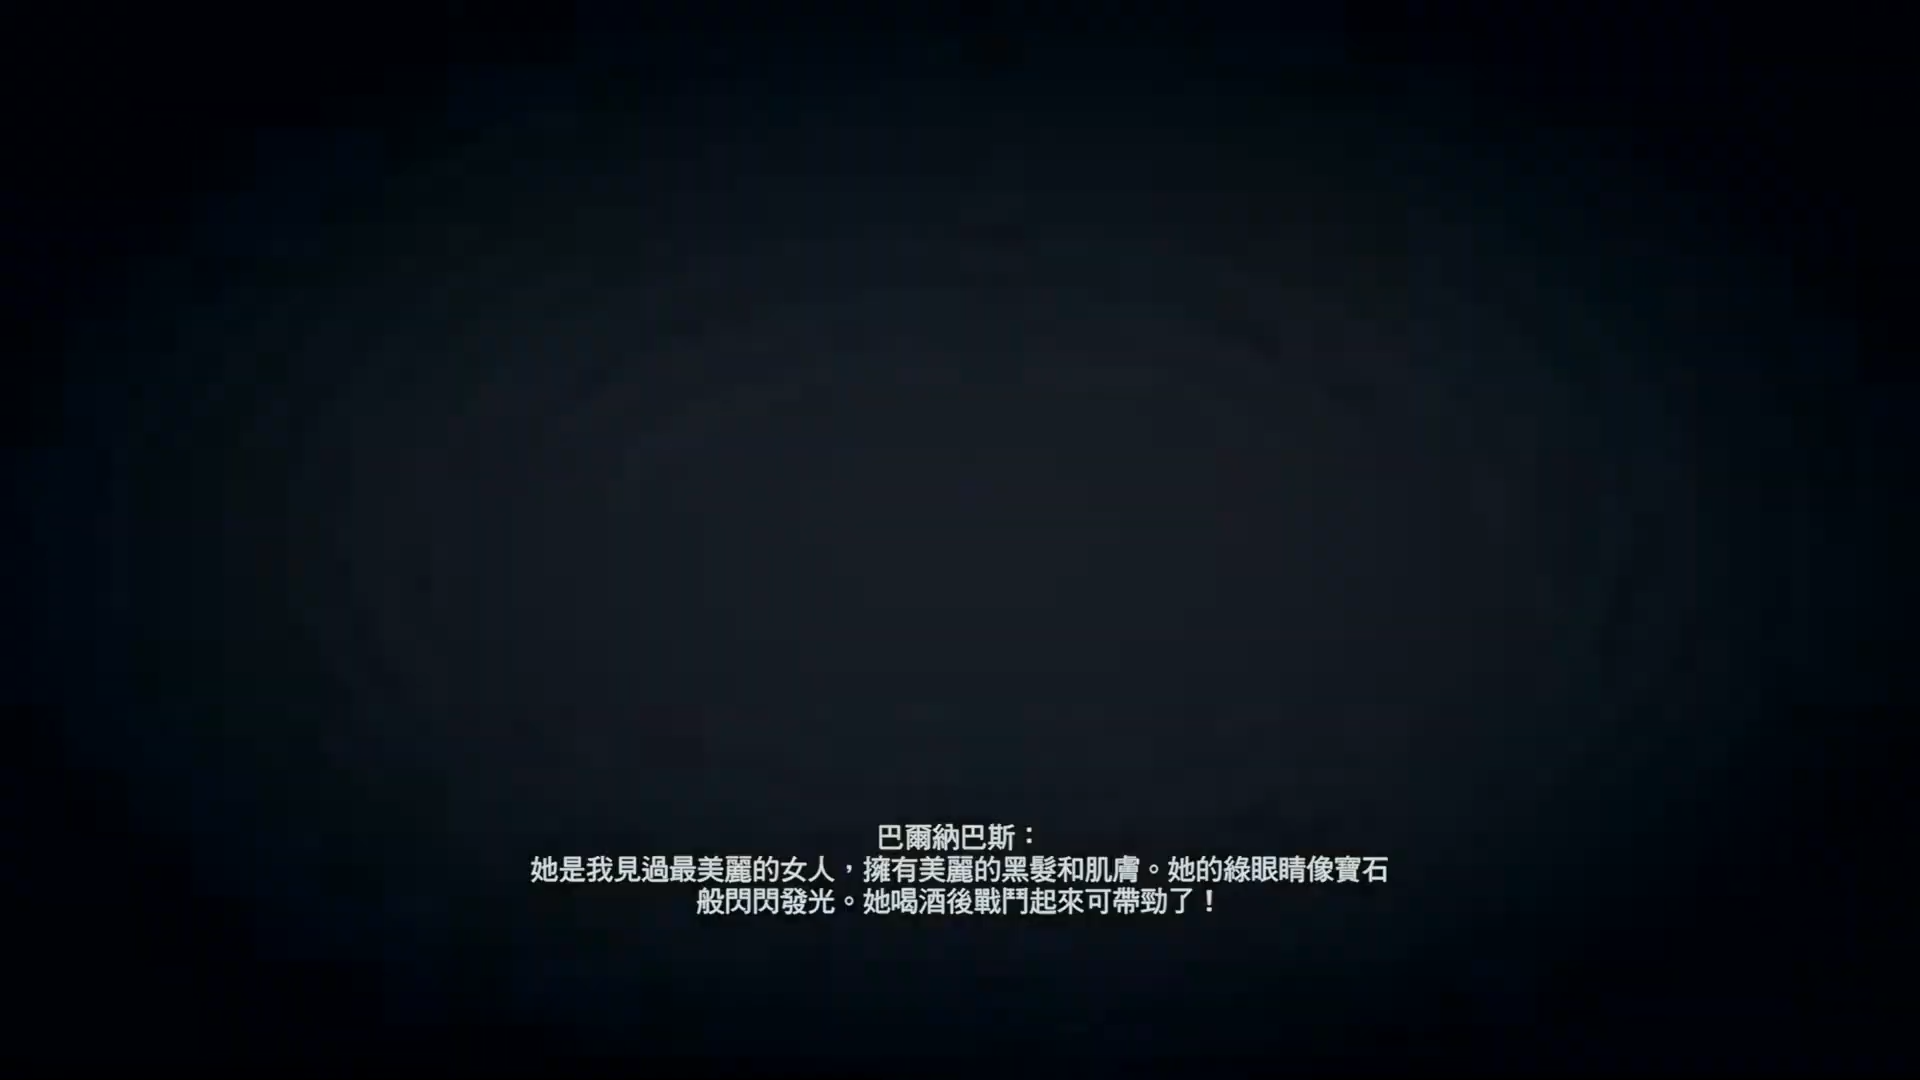 巴爾納巴斯：
她是我見過最美麗的女人，擁有美麗的黑髮和肌膚。她的綠眼睛像寶石
般閃閃發光。她喝酒後戰鬥起來可帶勁了！